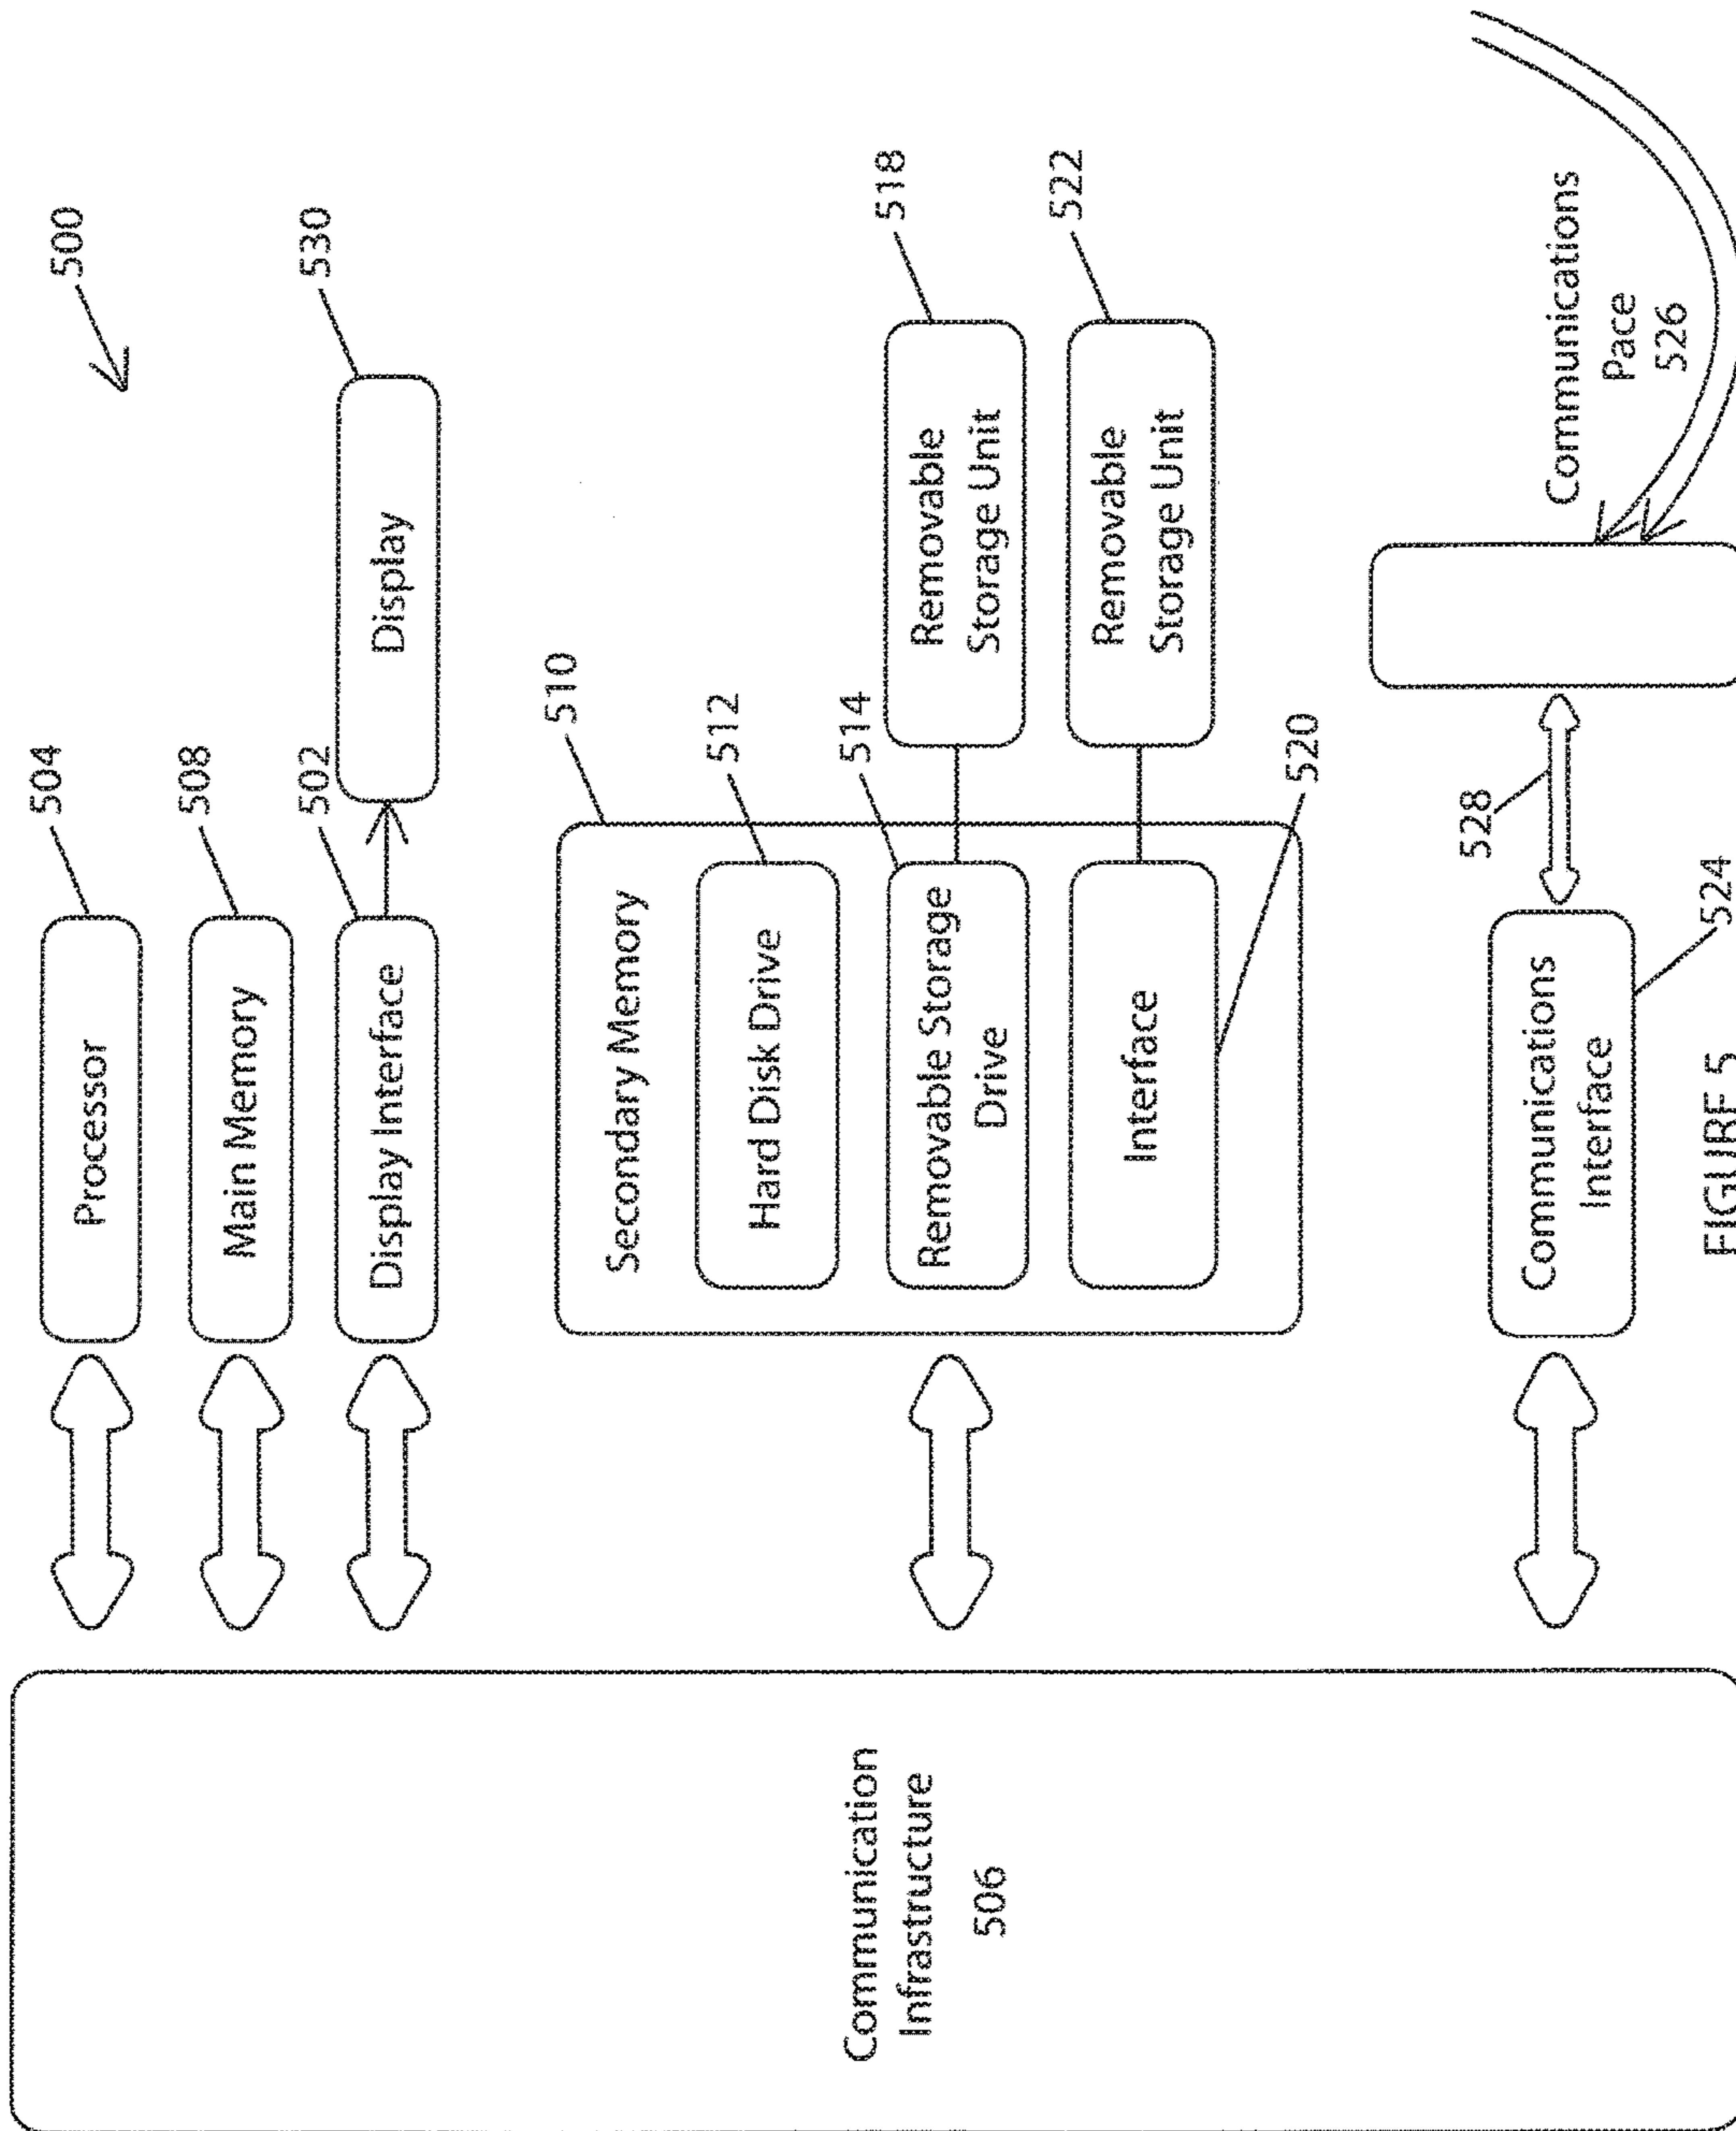 500
Processor
504
Main Memory
508
Display Interface
502
Display
530
Communication
Infrastructure
506
Secondary Memory
510
Hard Disk Drive
512
Removable Storage
Drive
514
Removable
Storage Unit
518
Interface
520
Removable
Storage Unit
522
Communications
Interface
524
528
Communications
Pace
526
FIGURE 5